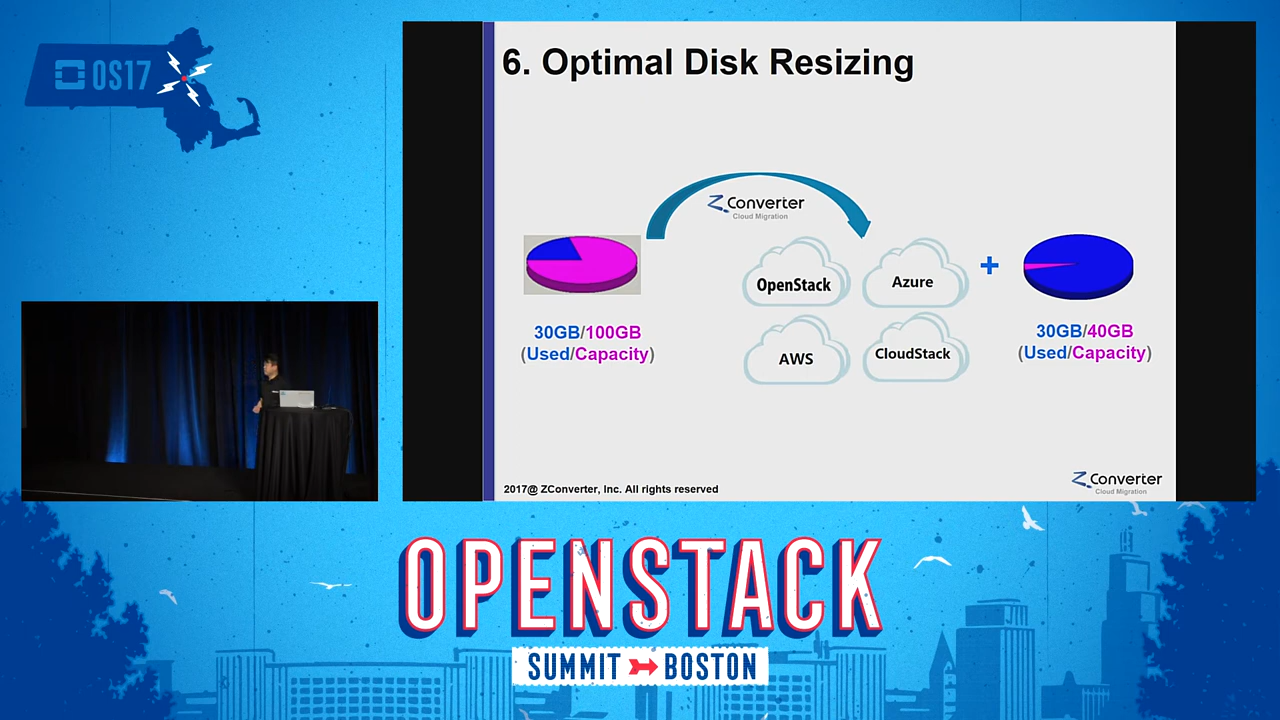 OS17
6. Optimal Disk Resizing
ZConverter
Cloud Migration
OpenStack
Azure
+
30GB/100GB
(Used/Capacity)
30GB/40GB
(Used/Capacity)
AWS
CloudStack
2017@ ZConverter, Inc. All rights reserved
ZConverter
Cloud Migration
OPENSTACK
SUMMIT BOSTON